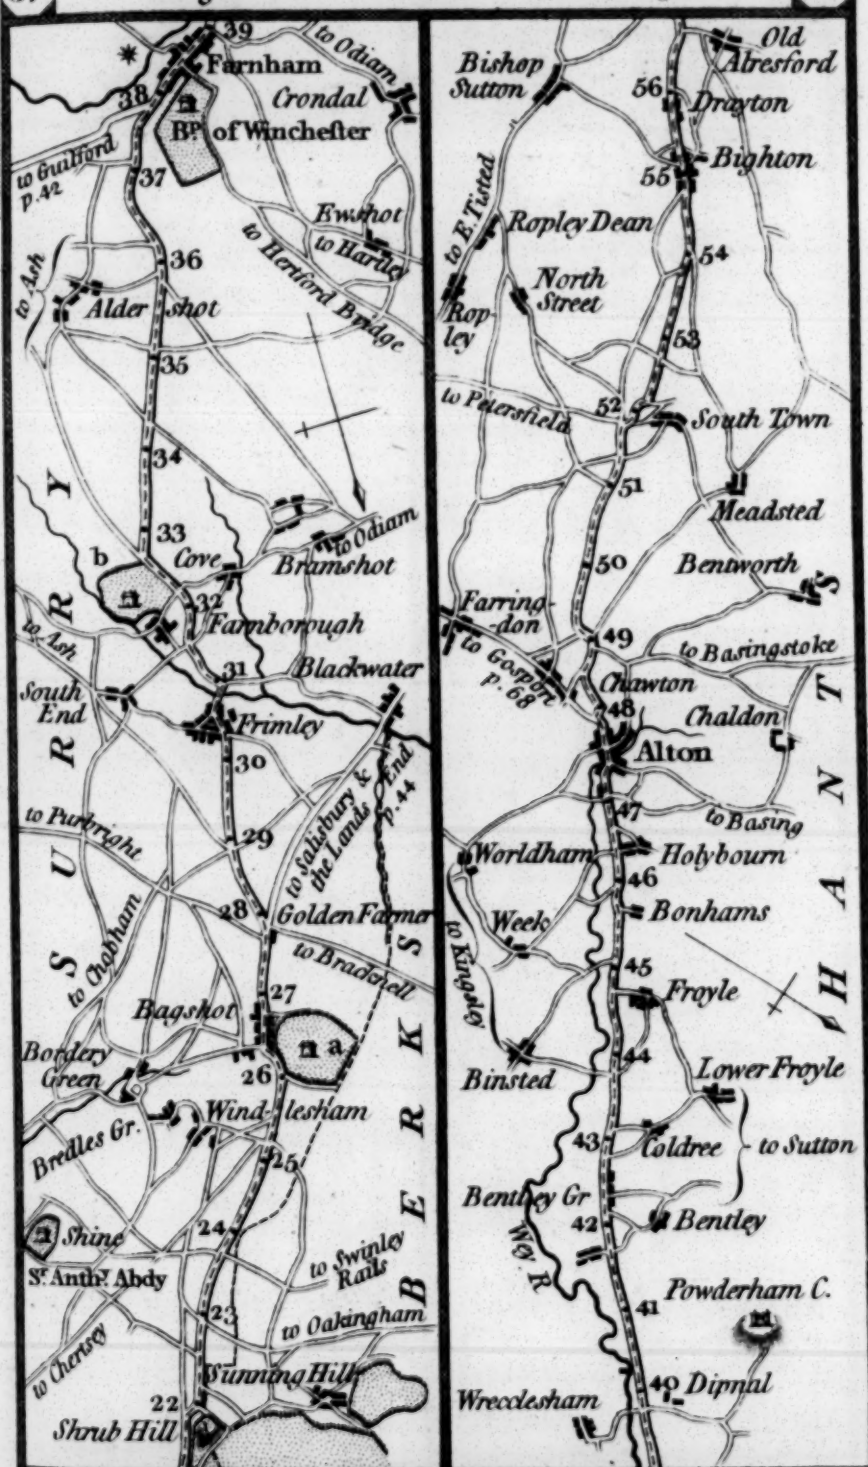 39
to Odiam
Farnham
Crondal
38
Bp. of Winchester
to Guilford
p. 42
37
Ewshot
to Hartley
36
to Hertford Bridge
to Ash
Alder shot
35
34
33
to Odiam
b
Cove
Bramshot
32
Farnborough
to Ash
31
Blackwater
South
End
Frimley
30
to Salisbury &
the Lands End
p. 44
to Purbright
29
28
Golden Farmer
to Bradshell
to Chobham
27
Bagshot
a
Bordery
Green
26
Windlesham
Bredles Gr.
25
24
Shine
Sr. Anthy. Abdy
to Swinley
Rails
23
to Oakingham
to Chertsey
Sunning Hill
22
Shrub Hill
SURRY
BERKS
Old
Alresford
Bishop
Sutton
56
Drayton
55
Bighton
to E. Tisted
Ropley Dean
54
North
Street
Rop-
ley
53
to Petersfield
52
South Town
51
Meadsted
50
Bentworth
Farring-
-don
49
to Basingstoke
to Gosport
p. 68
Chawton
48
Chaldon
Alton
47
to Basing
Worldham
Holybourn
46
Bonhams
Week
to Kingsley
45
Froyle
44
Binsted
Lower Froyle
43
Coldree
to Sutton
Bentley Gr
42
Bentley
Wey R.
41
Powderham C.
40
Dipnal
Wrecclesham
HANTS